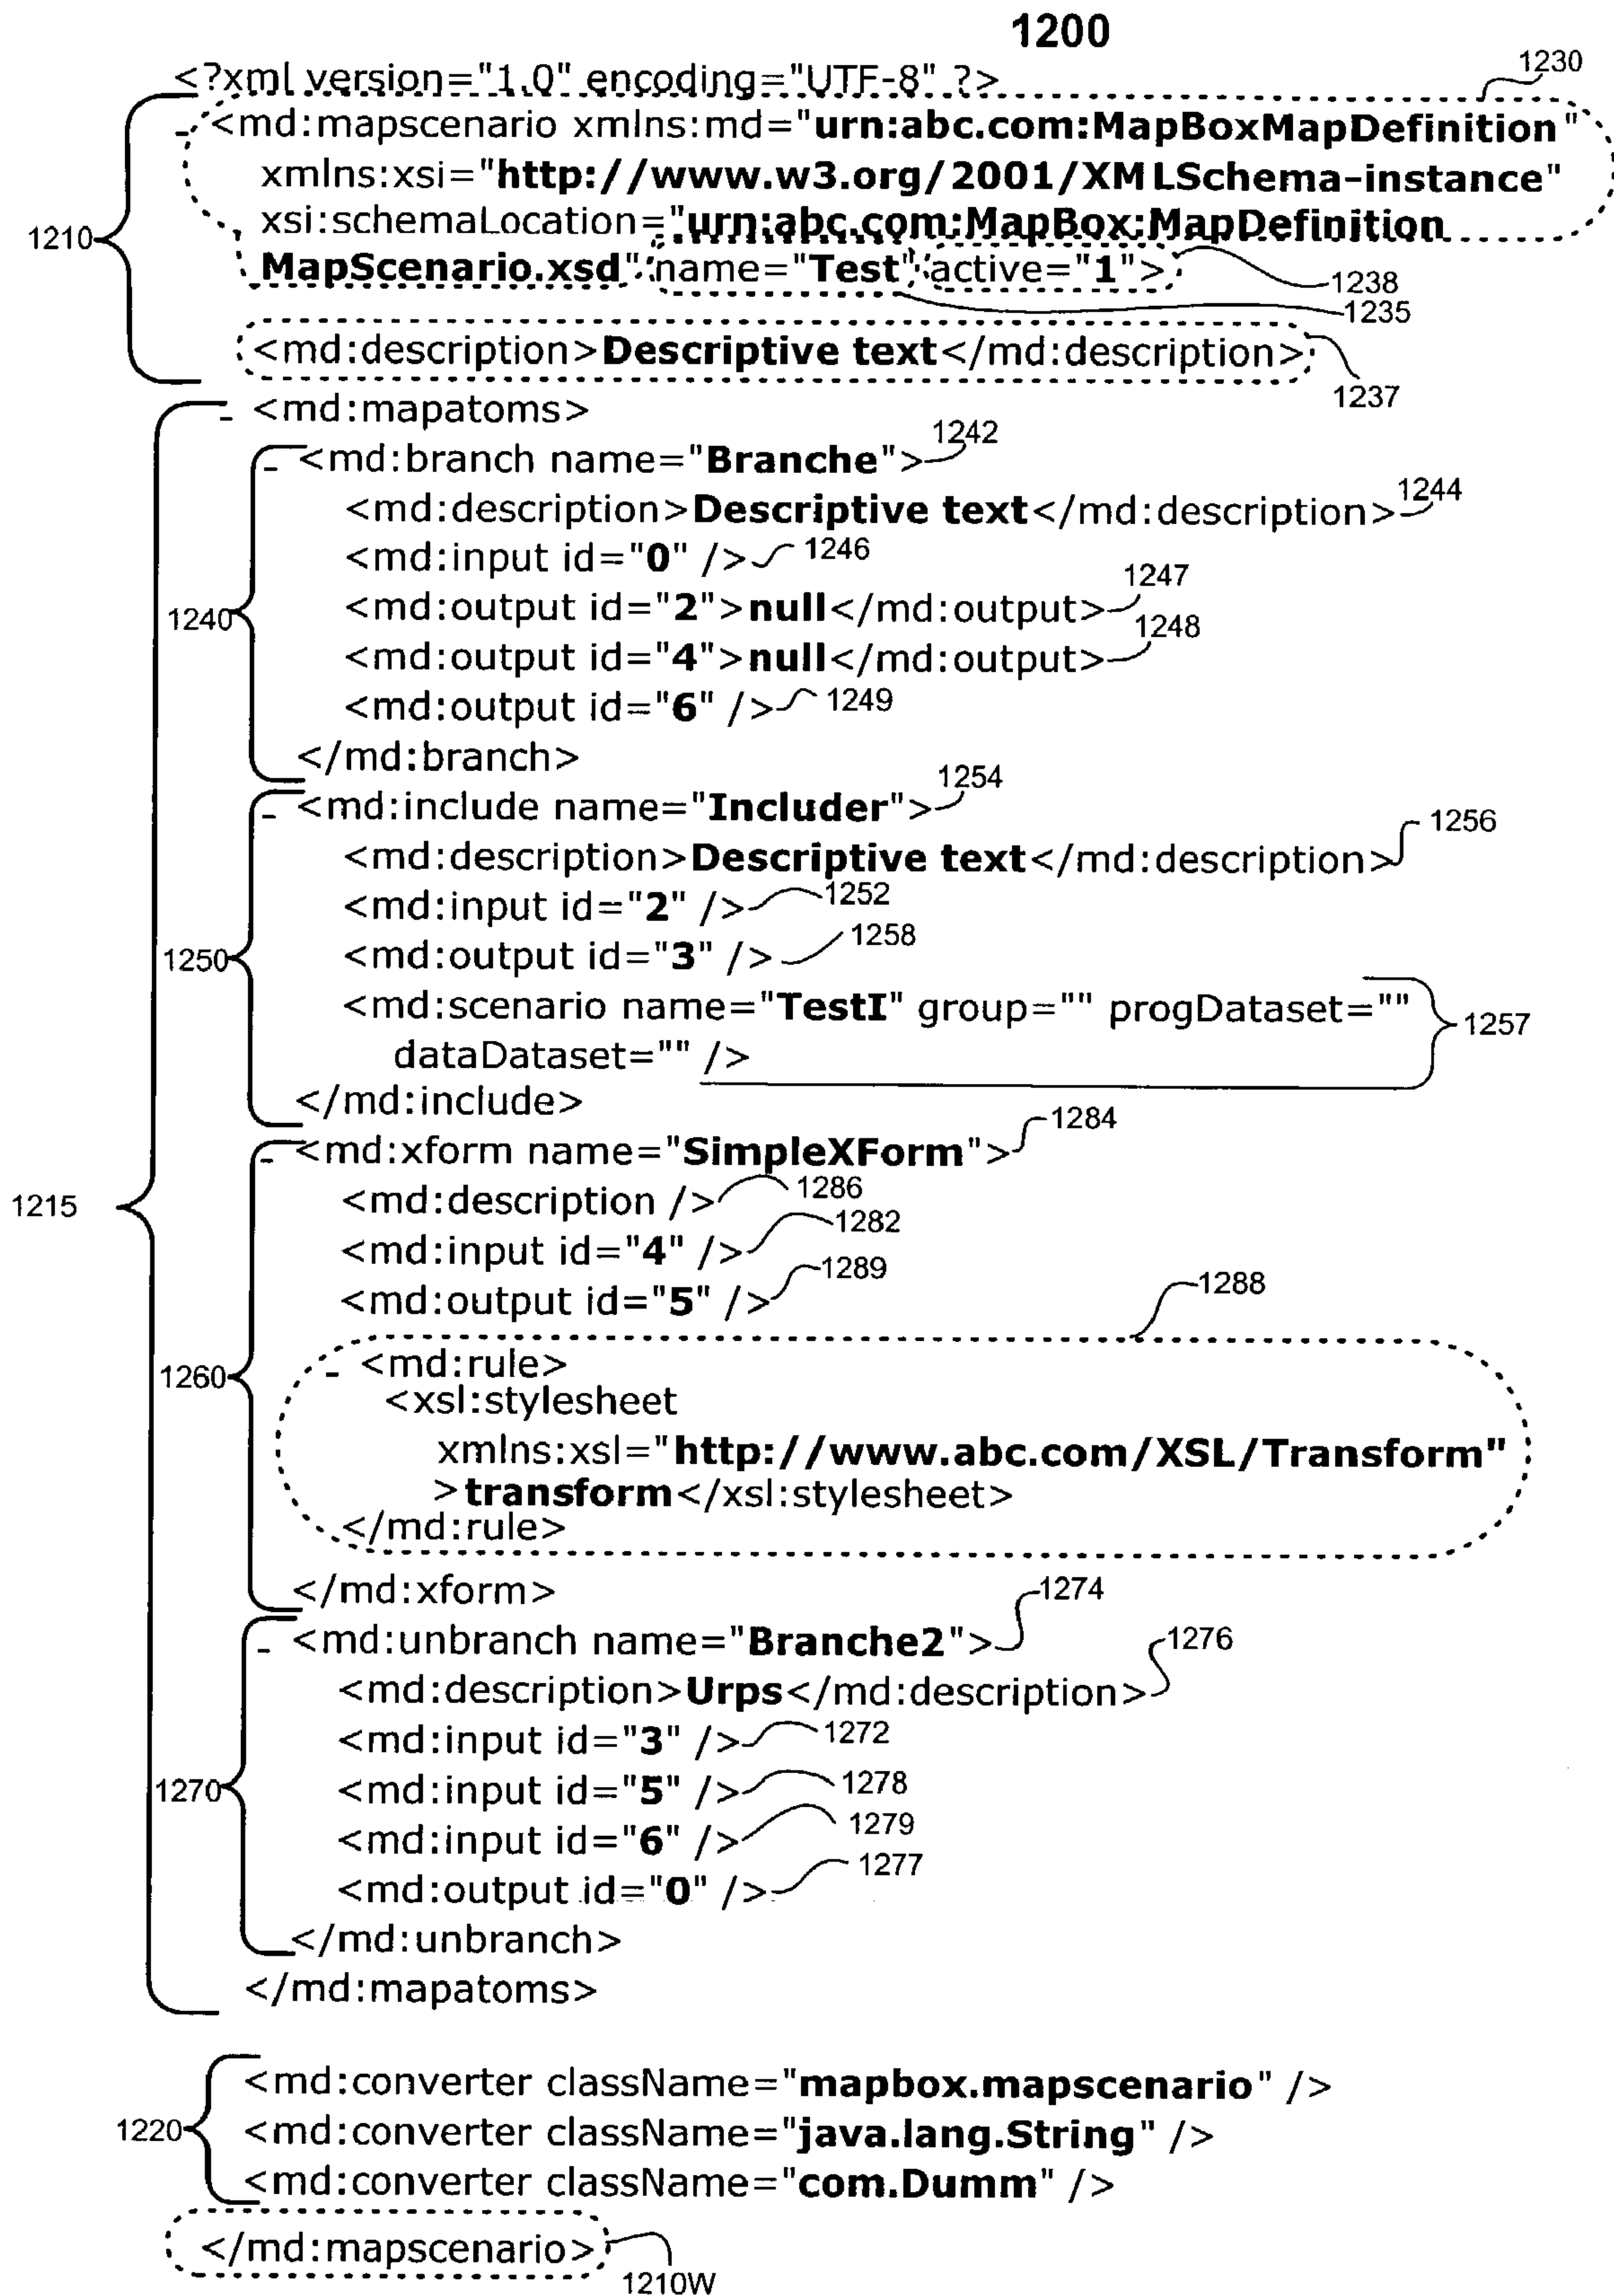 1200
<?xml version="1.0" encoding="UTF-8" ?>
1230
- <md:mapscenario xmlns:md="urn:abc.com:MapBoxMapDefinition"
xmlns:xsi="http://www.w3.org/2001/XMLSchema-instance"
xsi:schemaLocation="urn:abc.com:MapBox:MapDefinition
1210
MapScenario.xsd" name="Test" active="1">
1238
1235
<md:description>Descriptive text</md:description>
1237
- <md:mapatoms>
1242
- <md:branch name="Branche">
<md:description>Descriptive text</md:description> 1244
<md:input id="0" /> 1246
1247
1240 <md:output id="2">null</md:output>
1248
<md:output id="4">null</md:output>
<md:output id="6" /> 1249
</md:branch>
1254
- <md:include name="Includer">
1256
<md:description>Descriptive text</md:description>
<md:input id="2" /> 1252
1250 <md:output id="3" /> 1258
<md:scenario name="TestI" group="" progDataset=""
1257
dataDataset="" />
</md:include>
1284
- <md:xform name="SimpleXForm">
1215 <md:description /> 1286
<md:input id="4" /> 1282
<md:output id="5" /> 1289
1288
1260 - <md:rule>
<xsl:stylesheet
xmlns:xsl="http://www.abc.com/XSL/Transform"
>transform</xsl:stylesheet>
</md:rule>
</md:xform>
1274
- <md:unbranch name="Branche2">
1276
<md:description>Urps</md:description>
<md:input id="3" /> 1272
1270 <md:input id="5" /> 1278
<md:input id="6" /> 1279
1277
<md:output id="0" />
</md:unbranch>
</md:mapatoms>
<md:converter className="mapbox.mapscenario" />
1220 <md:converter className="java.lang.String" />
<md:converter className="com.Dumm" />
</md:mapscenario>
1210W